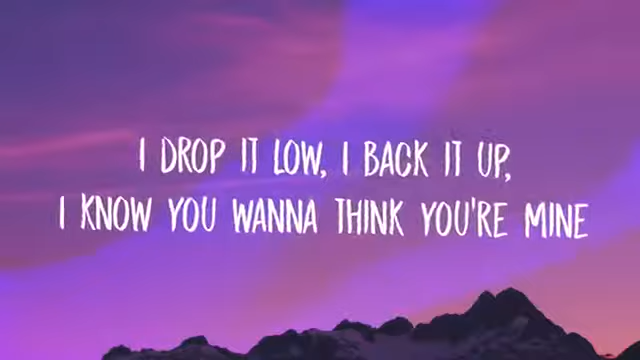 I DROP IT LOW, I BACK IT UP,
I KNOW YOU WANNA THINK YOU'RE MINE